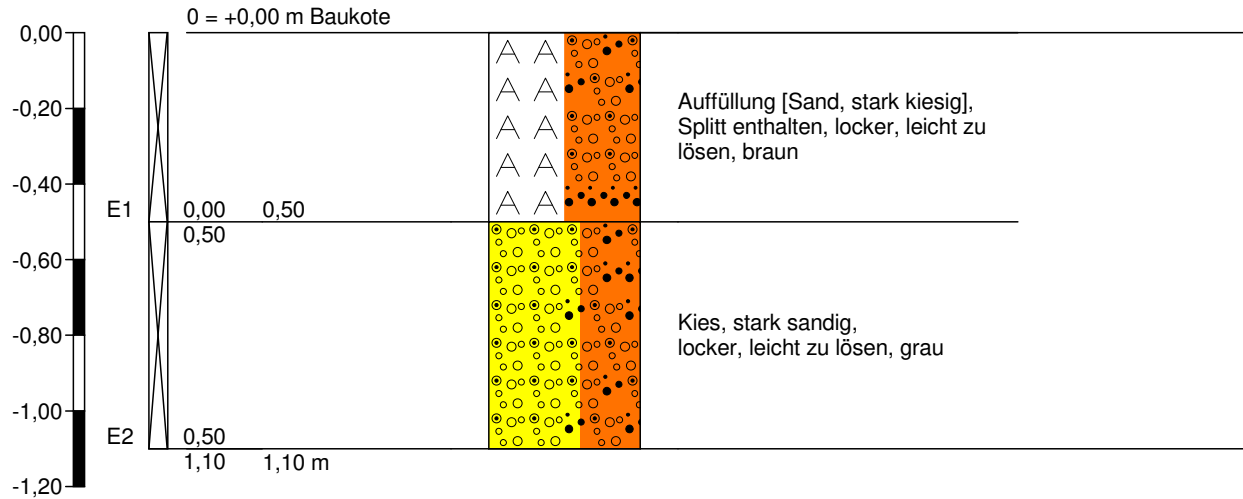 0 = +0,00 m Baukote
0,00
-0,20
-0,40
-0,60
-0,80
-1,00
-1,20
E1
0,00 0,50
0,50
Auffüllung [Sand, stark kiesig],
Splitt enthalten, locker, leicht zu
lösen, braun
A A
A A
A A
A A
A A
Kies, stark sandig,
locker, leicht zu lösen, grau
E2
0,50
1,10 1,10 m